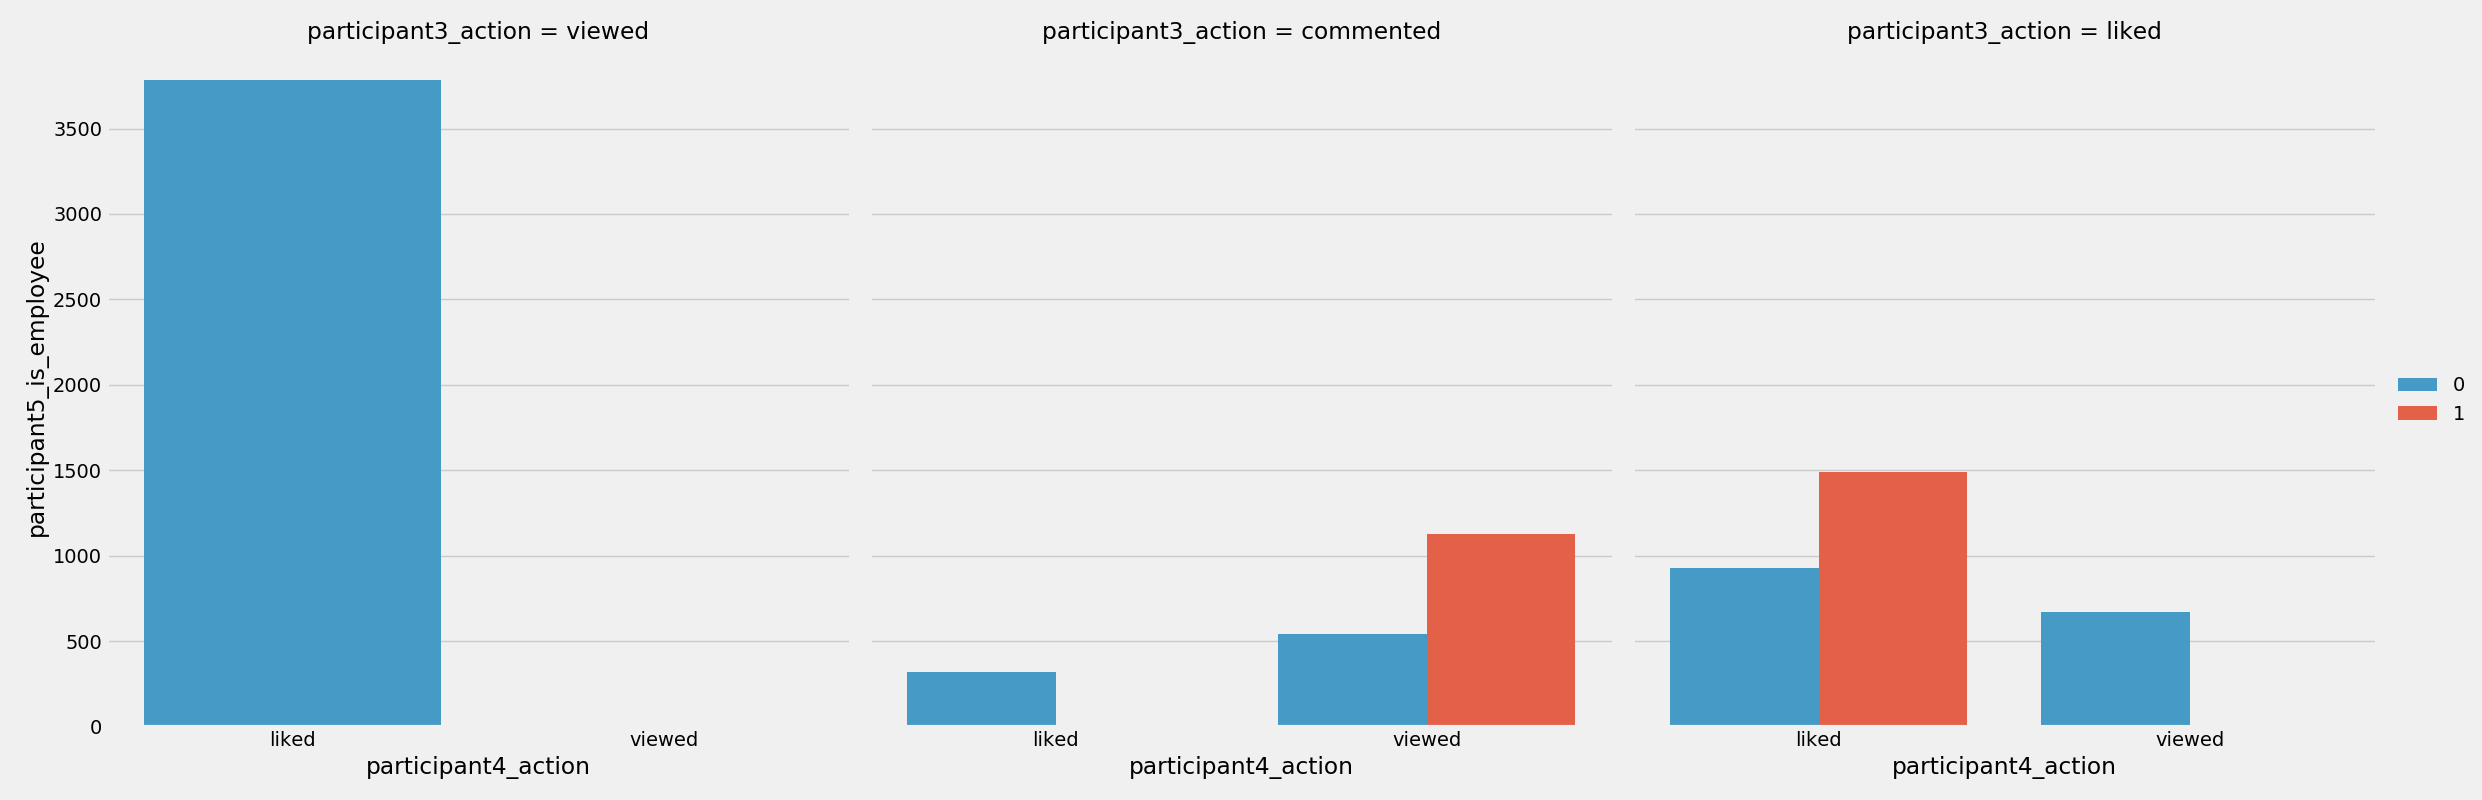 participant3_action = viewed
participant3_action = commented
participant3_action = liked
participant5_is_employee
3500
3000
2500
2000
1500
1000
500
0
liked
viewed
liked
viewed
liked
viewed
participant4_action
participant4_action
participant4_action
0
1